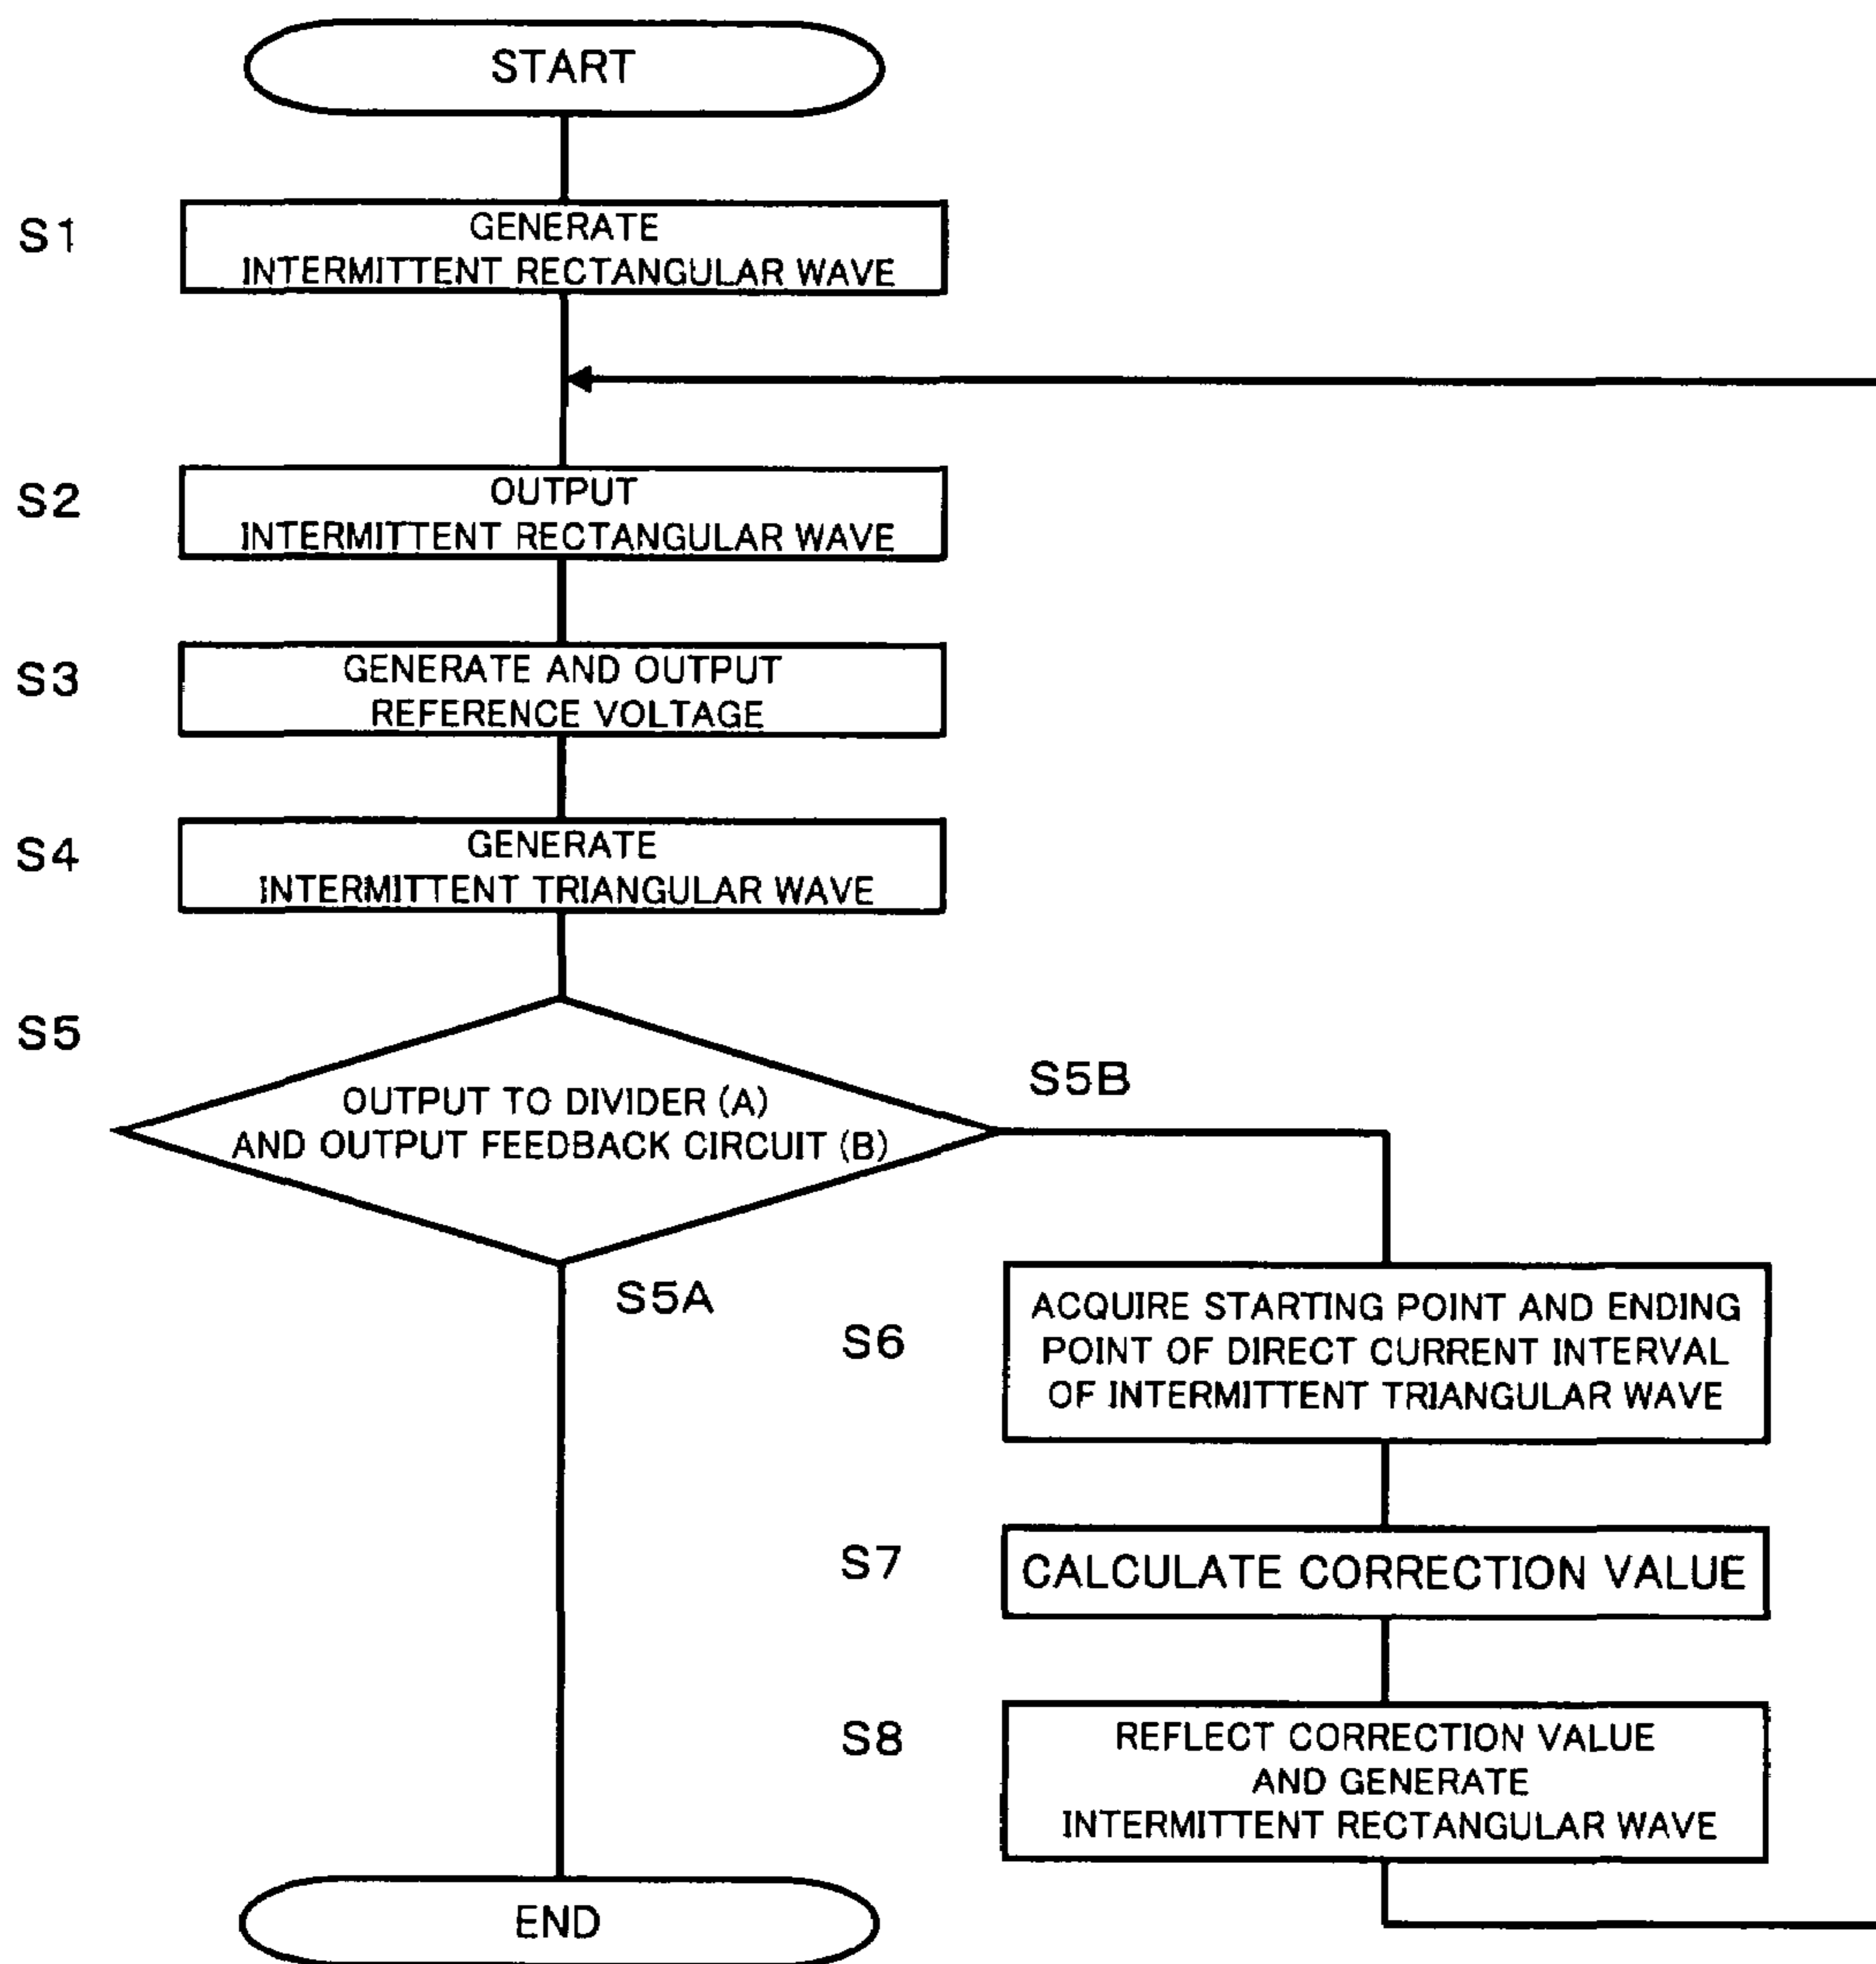 START
S1
GENERATE
INTERMITTENT RECTANGULAR WAVE
S2
OUTPUT
INTERMITTENT RECTANGULAR WAVE
S3
GENERATE AND OUTPUT
REFERENCE VOLTAGE
S4
GENERATE
INTERMITTENT TRIANGULAR WAVE
S5
OUTPUT TO DIVIDER (A)
AND OUTPUT FEEDBACK CIRCUIT (B)
S5B
S5A
S6
ACQUIRE STARTING POINT AND ENDING
POINT OF DIRECT CURRENT INTERVAL
OF INTERMITTENT TRIANGULAR WAVE
S7
CALCULATE CORRECTION VALUE
S8
REFLECT CORRECTION VALUE
AND GENERATE
INTERMITTENT RECTANGULAR WAVE
END